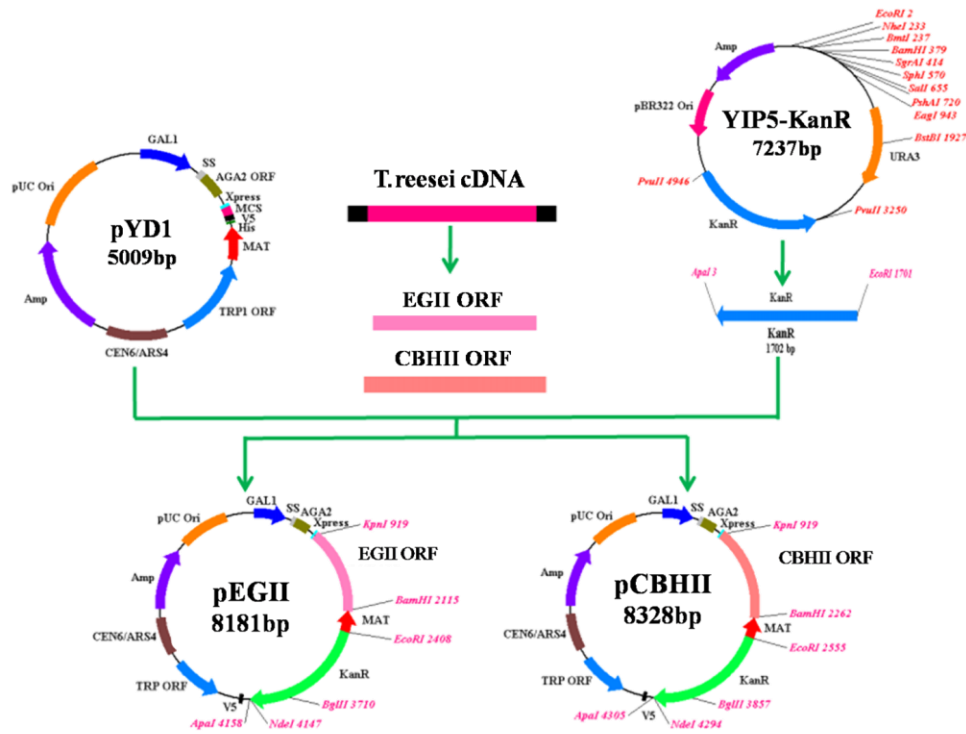 GAL1
SS
AGA2 ORF
Xpress
MCS
V5
His
MAT
TRP1 ORF
CEN6/ARS4
Amp
pUC Ori
pYD1
5009bp
T.reesei cDNA
EGII ORF
CBHII ORF
EcoRI 2
NheI 233
BmtI 237
BamHI 379
SgrAI 414
SphI 570
SalI 655
PshAI 720
EagI 943
BstBI 1927
URA3
PvuII 3250
KanR
PvuII 4946
pBR322 Ori
Amp
YIP5-KanR
7237bp
ApaI 3
KanR
EcoRI 1701
KanR
1702 bp
GAL1
SS
AGA2
Xpress
KpnI 919
EGII ORF
BamHI 2115
MAT
EcoRI 2408
KanR
BglII 3710
NdeI 4147
ApaI 4158
V5
TRP ORF
CEN6/ARS4
Amp
pUC Ori
pEGII
8181bp
GAL1
SS
AGA2
Xpress
KpnI 919
CBHII ORF
BamHI 2262
MAT
EcoRI 2555
KanR
BglII 3857
NdeI 4294
ApaI 4305
V5
TRP ORF
CEN6/ARS4
Amp
pUC Ori
pCBHII
8328bp